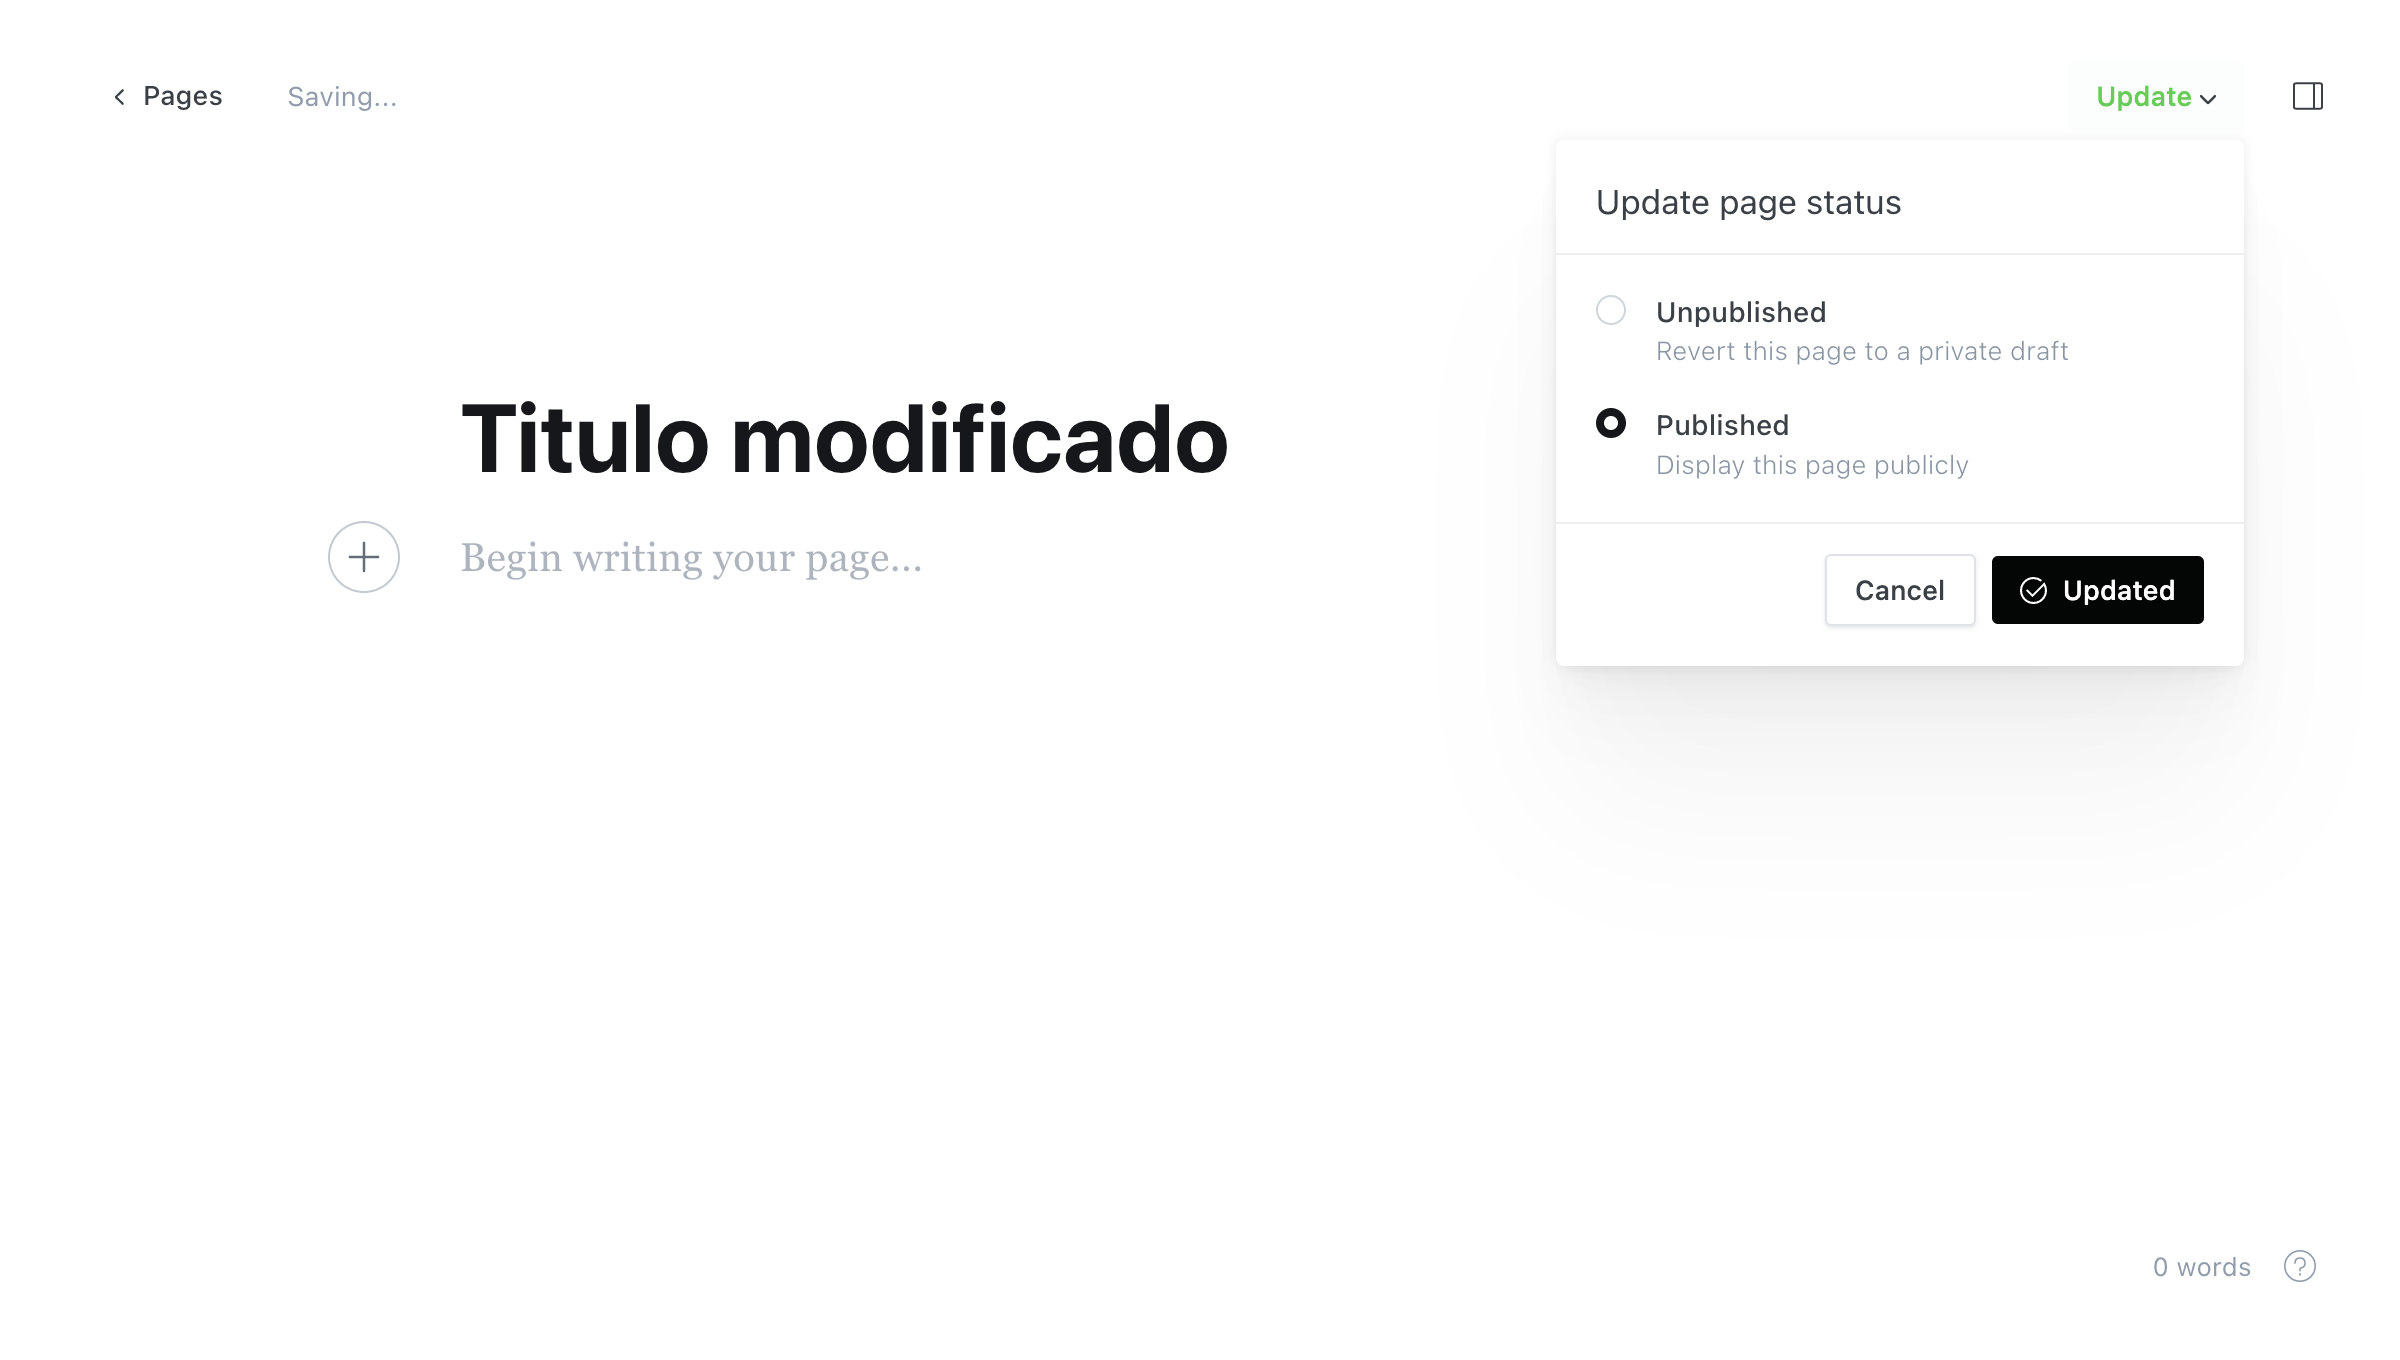 Pages
Saving...
Update
Update page status
Unpublished
Revert this page to a private draft
Published
Display this page publicly
Cancel
Updated
Titulo modificado
Begin writing your page...
0 words
?